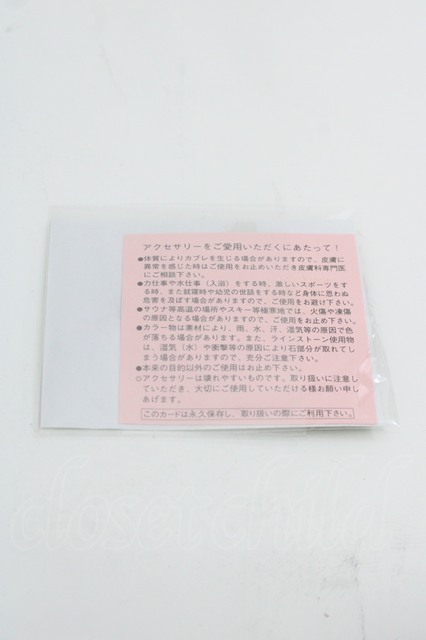 アクセサリーをご愛用いただくにあたって！
●体質によりカブレを生じる場合がありますので、皮膚に
異常を感じた時はご使用をお止めいただき皮膚科専門医
にご相談下さい。
●力仕事や水仕事（入浴）をする時、激しいスポーツをす
る時、また就寝時や幼児の世話をする時など身体に思わぬ
危害を及ぼす場合がありますので、ご使用をお避け下さい。
●サウナ等高温の場所やスキー等極寒地では、火傷や凍傷
の原因となる場合がありますので、ご使用をお止め下さい。
●カラー物は素材により、雨、水、汗、湿気等の原因で色
が落ちる場合があります。また、ラインストーン使用物
は、湿気（水）や衝撃等の原因により石部分が取れてし
まう場合がありますので、充分ご注意下さい。
●本来の目的以外のご使用はお止め下さい。
○アクセサリーは壊れやすいものです。取り扱いに注意し
ていただき、大切にご使用していただける様お願い申し
あげます。
このカードは永久保存し、取り扱いの際にご利用下さい。
closetchild